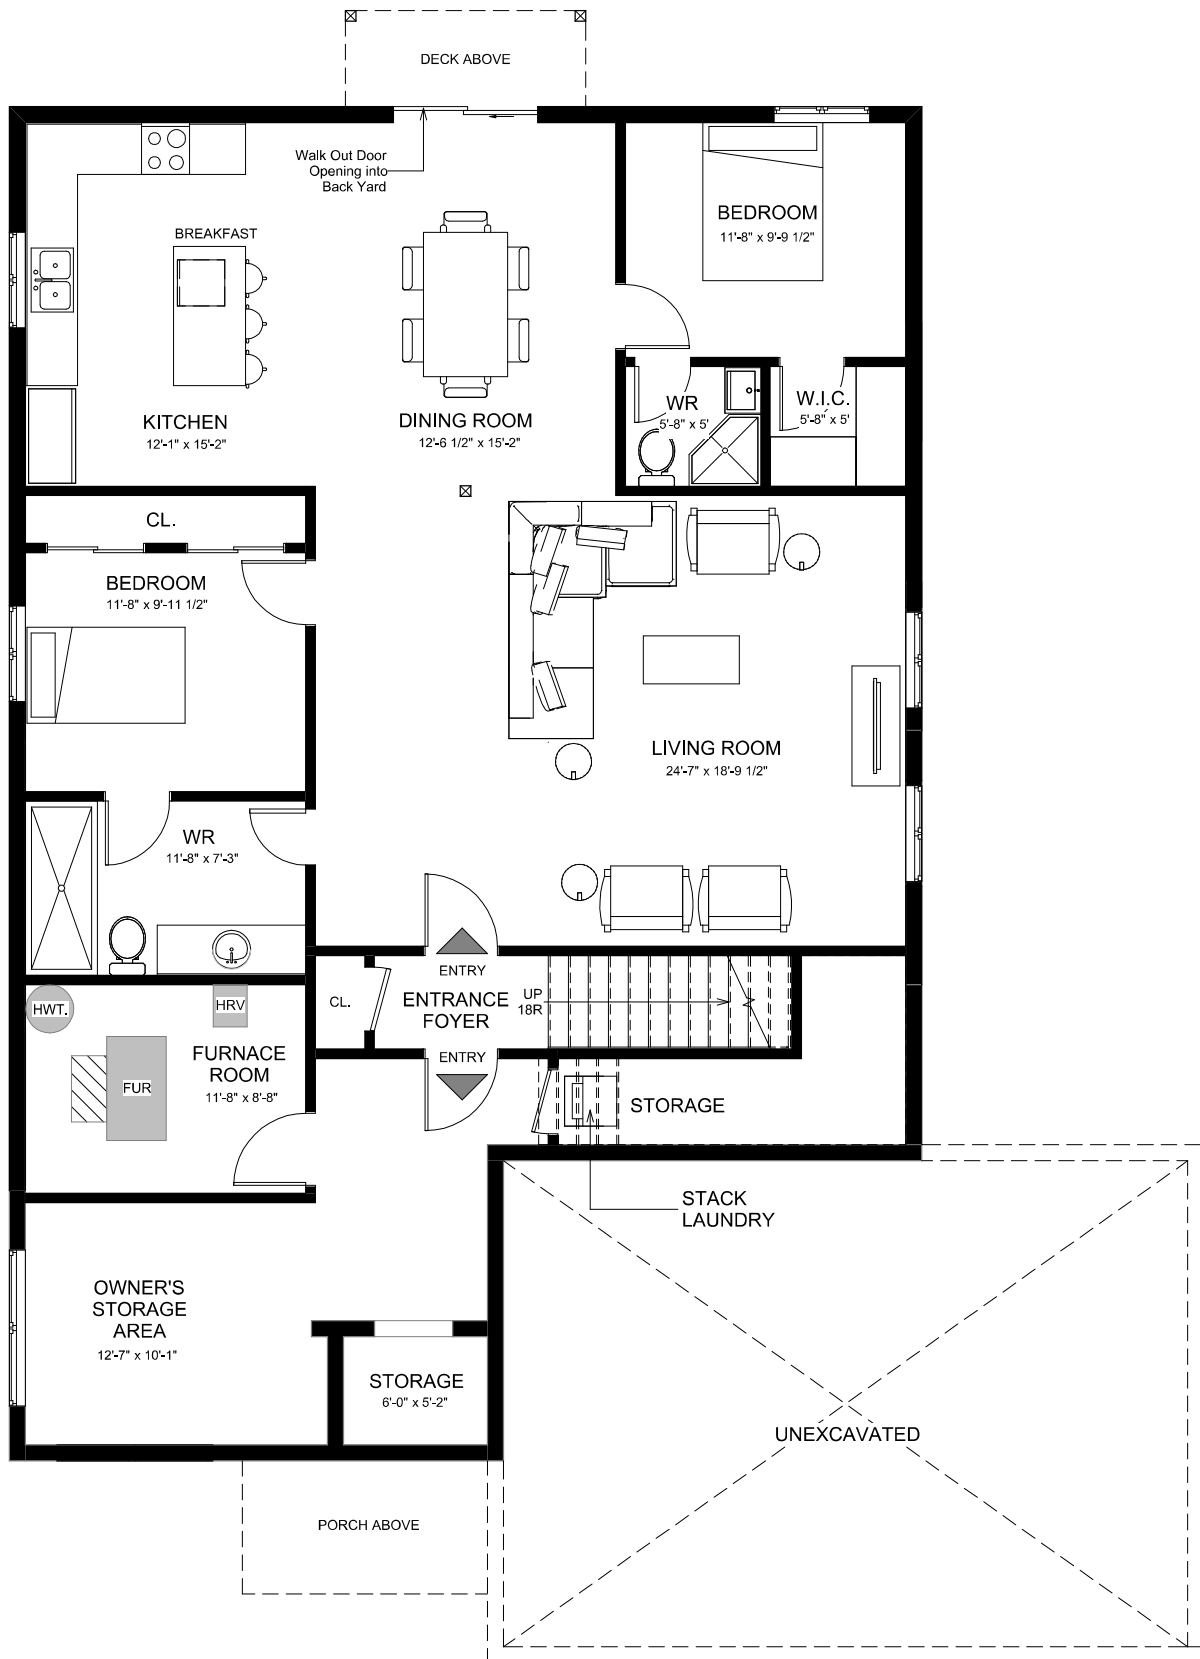 DECK ABOVE
Walk Out Door
Opening into
Back Yard
BREAKFAST
BEDROOM
11'-8" x 9'-9 1/2"
KITCHEN
12'-1" x 15'-2"
DINING ROOM
12'-6 1/2" x 15'-2"
WR
5'-8" x 5'
W.I.C.
5'-8" x 5'
CL.
BEDROOM
11'-8" x 9'-11 1/2"
LIVING ROOM
24'-7" x 18'-9 1/2"
WR
11'-8" x 7'-3"
ENTRY
CL.
ENTRANCE
FOYER
UP
18R
ENTRY
HWT.
HRV
FUR
FURNACE
ROOM
11'-8" x 8'-8"
STORAGE
STACK
LAUNDRY
OWNER'S
STORAGE
AREA
12'-7" x 10'-1"
STORAGE
6'-0" x 5'-2"
UNEXCAVATED
PORCH ABOVE